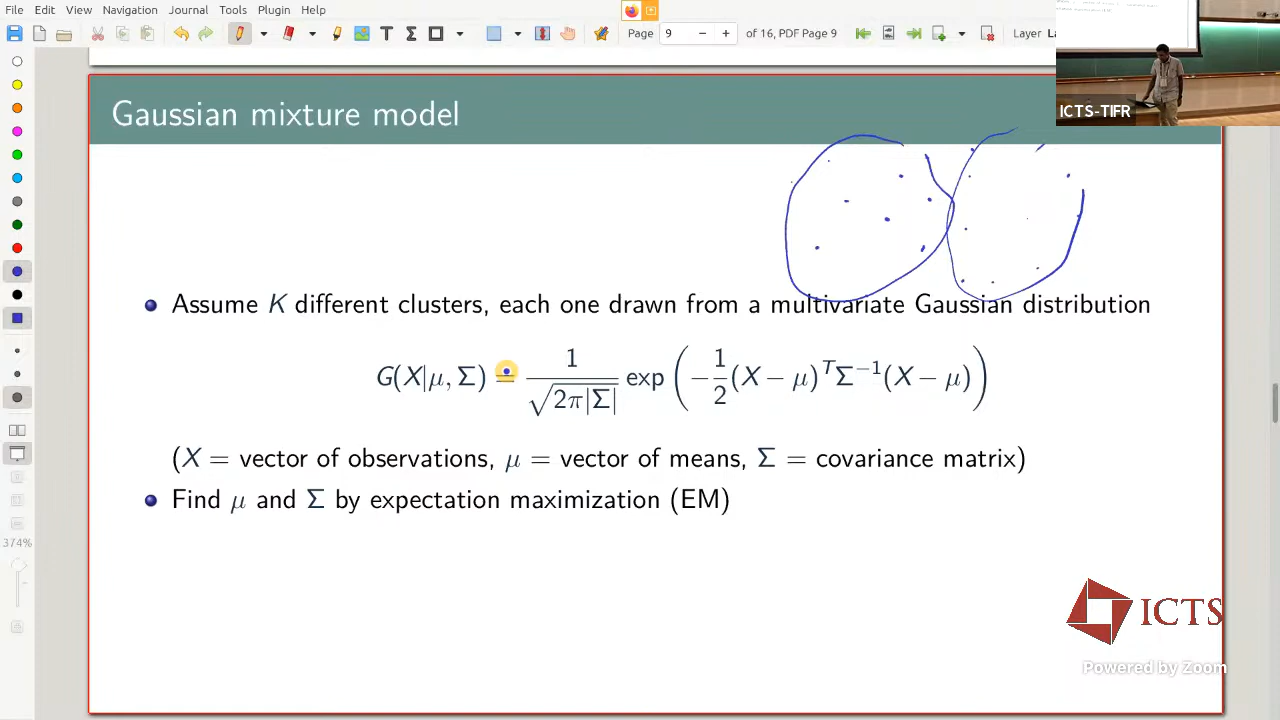 File Edit View Navigation Journal Tools Plugin Help
Page 9 − + of 16, PDF Page 9 Layer
ICTS-TIFR
Gaussian mixture model
Assume K different clusters, each one drawn from a multivariate Gaussian distribution
G(X|μ, Σ) = 1/√(2π|Σ|) exp(−1/2 (X − μ)ᵀ Σ⁻¹ (X − μ))
(X = vector of observations, μ = vector of means, Σ = covariance matrix)
Find μ and Σ by expectation maximization (EM)
374%
ICTS
Powered by Zoom